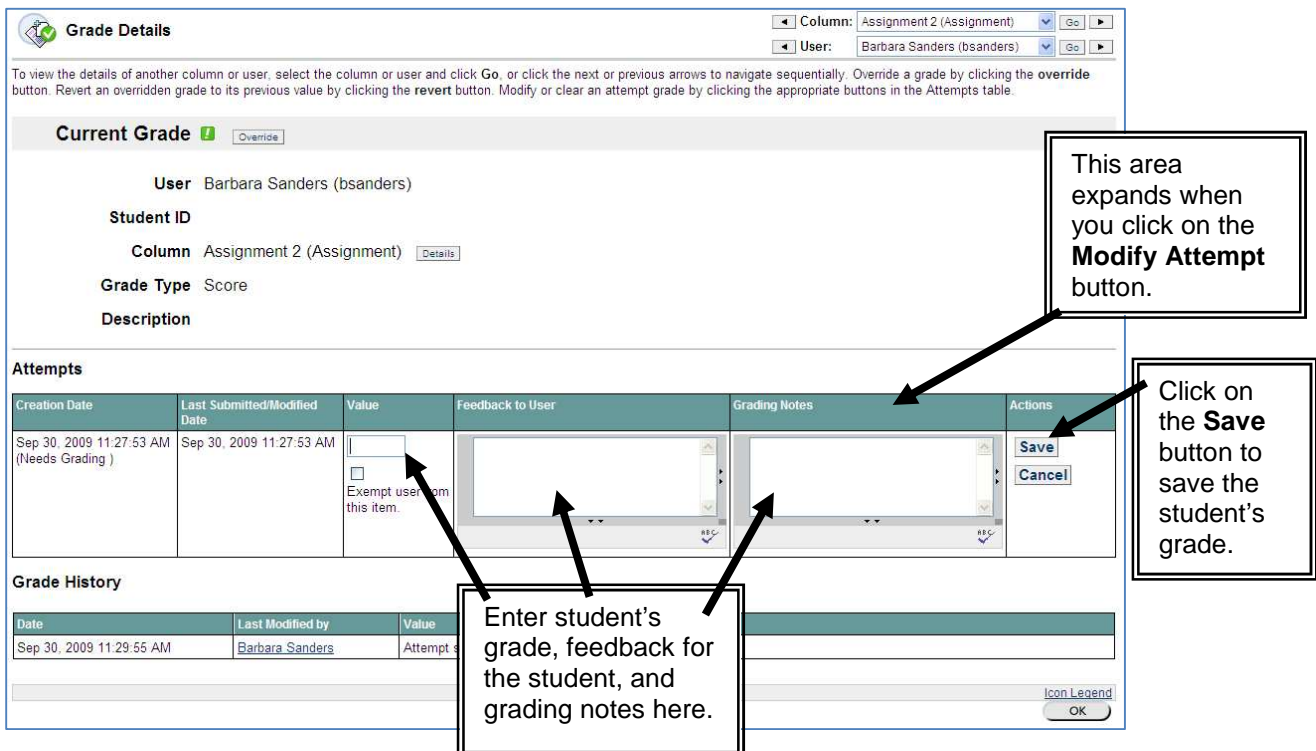 Grade Details
Column: Assignment 2 (Assignment) Go
User: Barbara Sanders (bsanders) Go
To view the details of another column or user, select the column or user and click Go, or click the next or previous arrows to navigate sequentially. Override a grade by clicking the override
button. Revert an overridden grade to its previous value by clicking the revert button. Modify or clear an attempt grade by clicking the appropriate buttons in the Attempts table.
Current Grade Override
User Barbara Sanders (bsanders)
Student ID
Column Assignment 2 (Assignment) Details
Grade Type Score
Description
This area
expands when
you click on the
Modify Attempt
button.
Attempts
Creation Date Last Submitted/Modified Date Value Feedback to User Grading Notes Actions
Sep 30, 2009 11:27:53 AM
(Needs Grading )
Sep 30, 2009 11:27:53 AM
Exempt user from
this item.
ABC
ABC
Save
Cancel
Click on
the Save
button to
save the
student's
grade.
Grade History
Date Last Modified by Value
Sep 30, 2009 11:29:55 AM Barbara Sanders Attempt
Enter student's
grade, feedback for
the student, and
grading notes here.
Icon Legend
OK